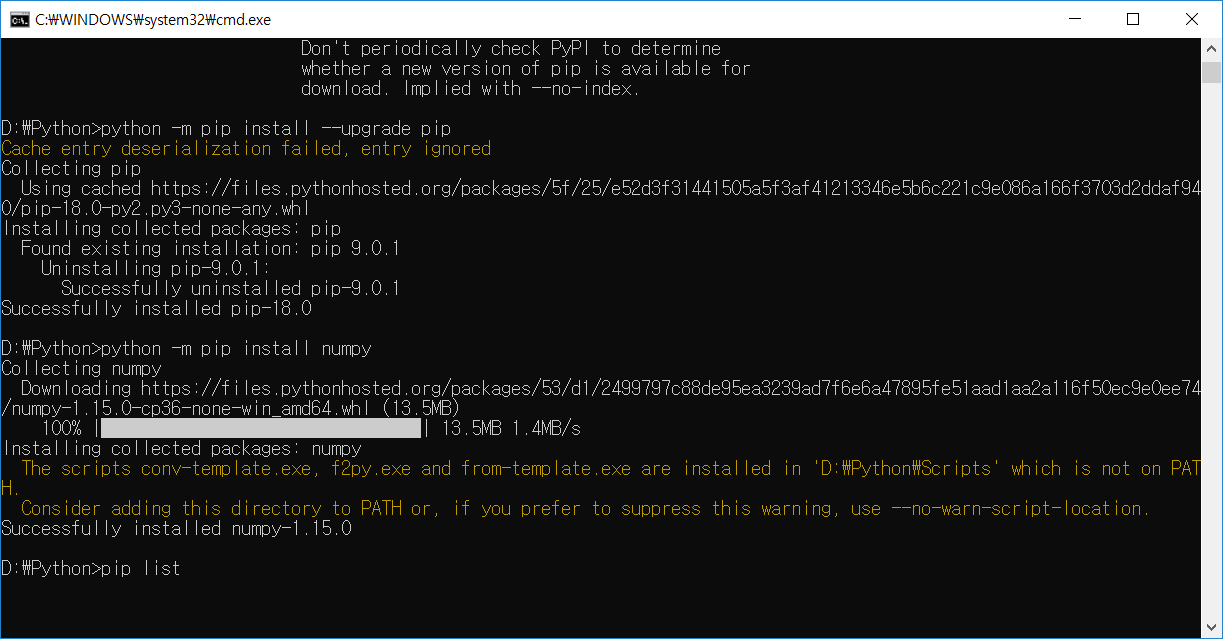 C:₩WINDOWS₩system32₩cmd.exe
Don't periodically check PyPI to determine
whether a new version of pip is available for
download. Implied with --no-index.
D:₩Python>python -m pip install --upgrade pip
Cache entry deserialization failed, entry ignored
Collecting pip
Using cached https://files.pythonhosted.org/packages/5f/25/e52d3f31441505a5f3af41213346e5b6c221c9e086a166f3703d2ddaf94
0/pip-18.0-py2.py3-none-any.whl
Installing collected packages: pip
Found existing installation: pip 9.0.1
Uninstalling pip-9.0.1:
Successfully uninstalled pip-9.0.1
Successfully installed pip-18.0
D:₩Python>python -m pip install numpy
Collecting numpy
Downloading https://files.pythonhosted.org/packages/53/d1/2499797c88de95ea3239ad7f6e6a47895fe51aad1aa2a116f50ec9e0ee74
/numpy-1.15.0-cp36-none-win_amd64.whl (13.5MB)
100% |████████████████████████████████| 13.5MB 1.4MB/s
Installing collected packages: numpy
The scripts conv-template.exe, f2py.exe and from-template.exe are installed in 'D:₩Python₩Scripts' which is not on PAT
H.
Consider adding this directory to PATH or, if you prefer to suppress this warning, use --no-warn-script-location.
Successfully installed numpy-1.15.0
D:₩Python>pip list